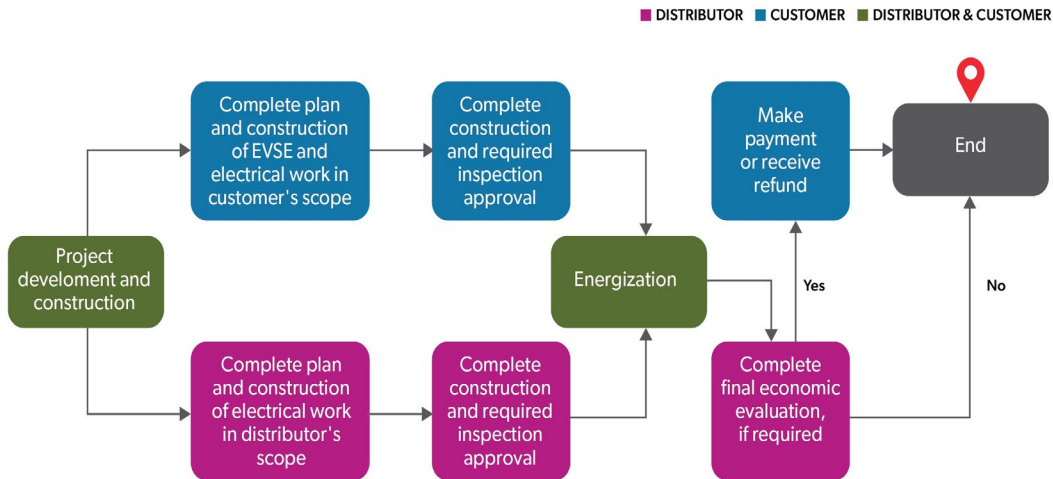 DISTRIBUTOR CUSTOMER DISTRIBUTOR & CUSTOMER
Project
develoment and
construction
Complete plan
and construction
of EVSE and
electrical work in
customer's scope
Complete
construction
and required
inspection
approval
Complete plan
and construction
of electrical work
in distributor's
scope
Complete
construction
and required
inspection
approval
Energization
Complete
final economic
evaluation,
if required
Yes
Make
payment
or receive
refund
No
End